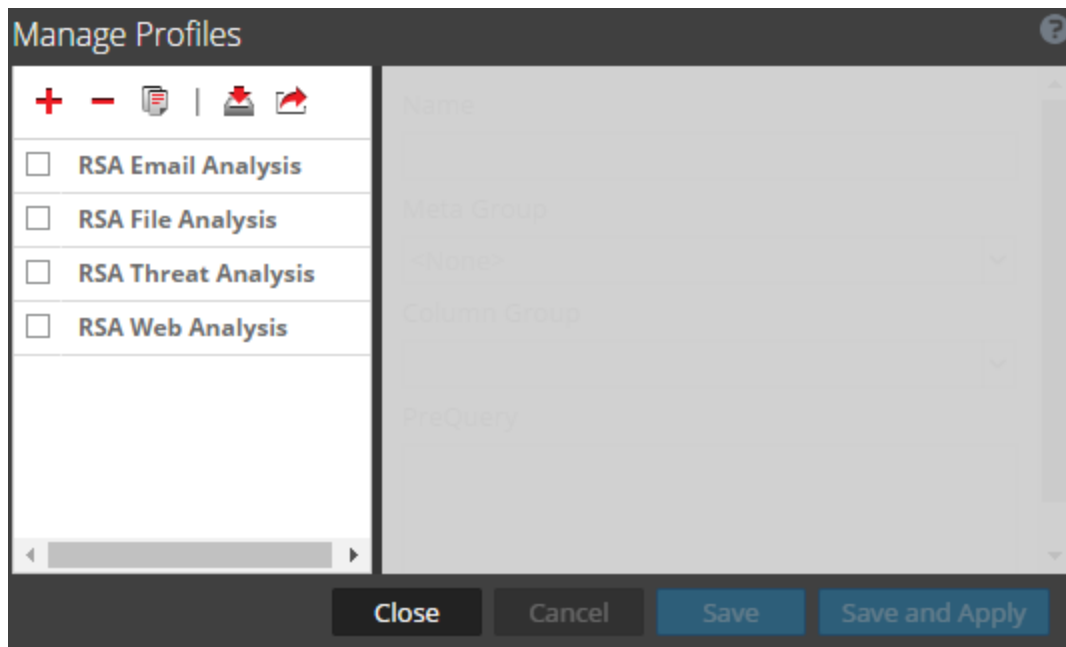 Manage Profiles
?
RSA Email Analysis
RSA File Analysis
RSA Threat Analysis
RSA Web Analysis
Name
Meta Group
<None>
Column Group
PreQuery
Close Cancel Save Save and Apply